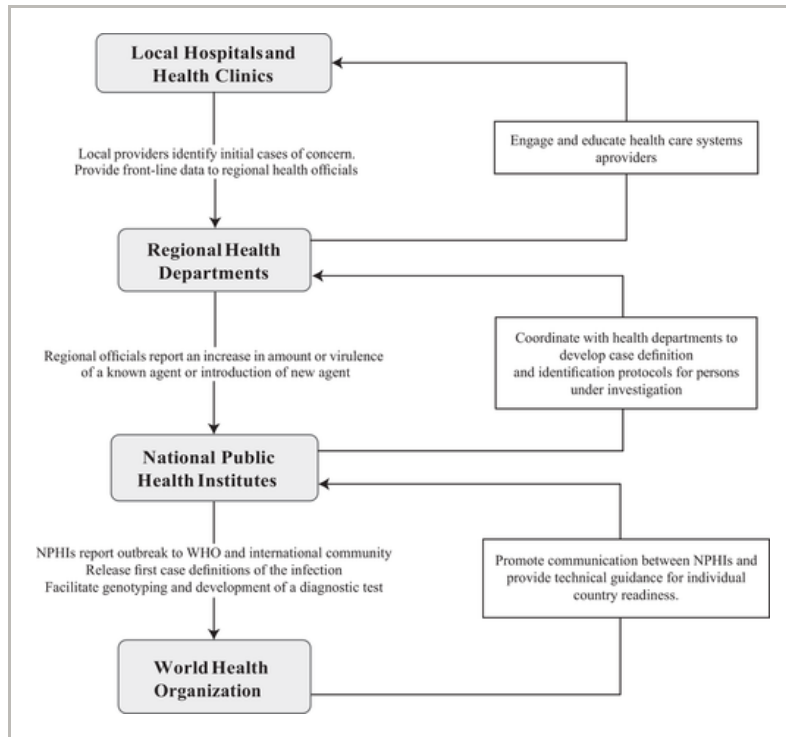 Local Hospitals and
Health Clinics
Local providers identify initial cases of concern.
Provide front-line data to regional health officials
Engage and educate health care systems
aproviders
Regional Health
Departments
Regional officials report an increase in amount or virulence
of a known agent or introduction of new agent
Coordinate with health departments to
develop case definition
and identification protocols for persons
under investigation
National Public
Health Institutes
NPHIs report outbreak to WHO and international community
Release first case definitions of the infection
Facilitate genotyping and development of a diagnostic test
Promote communication between NPHIs and
provide technical guidance for individual
country readiness.
World Health
Organization